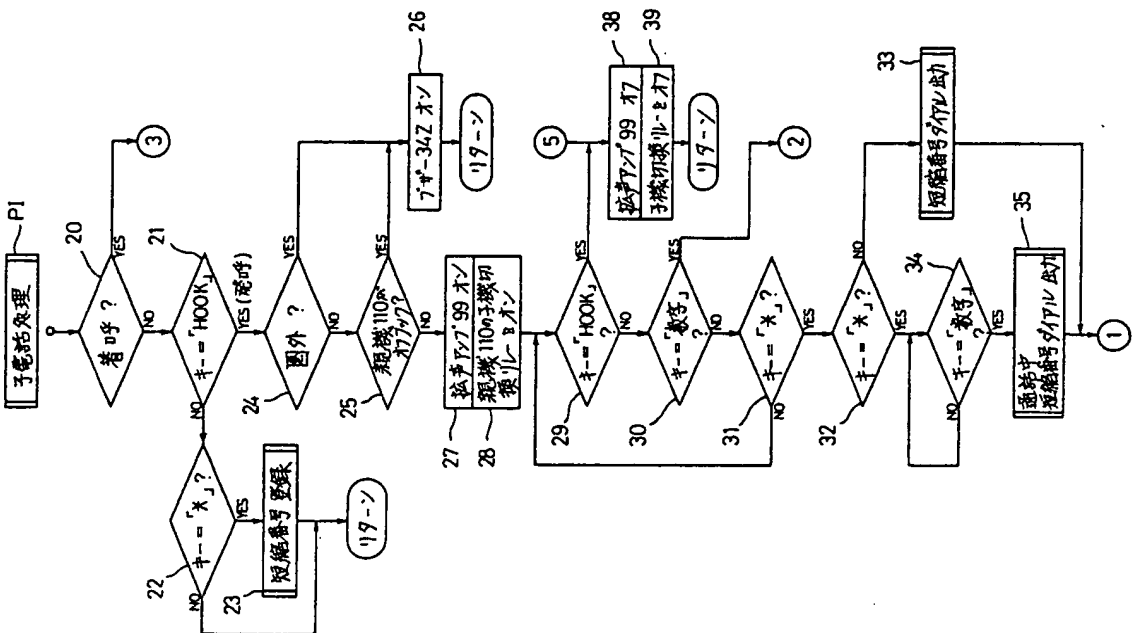 子電話処理
P1
着呼?
20
YES
3
NO
キー=「HOOK」
21
NO
YES(発呼)
キー=「*」?
22
NO
YES
短縮番号登録
23
リターン
圏外?
24
YES
NO
親機110が
オフフック?
25
YES
NO
ブザー34Z オン
26
リターン
拡声アンプ99 オン
27
親機110の子機切
換リレーをオン
28
キー=「HOOK」
?
29
YES
NO
5
拡声アンプ99 オフ
38
子機切換リレーをオフ
39
リターン
キー=「数字」
?
30
YES
NO
2
キー=「*」?
31
NO
YES
キー=「*」?
32
NO
YES
短縮番号ダイヤル出力
33
キー=「数字」
?
34
NO
YES
通話中
短縮番号ダイヤル出力
35
1